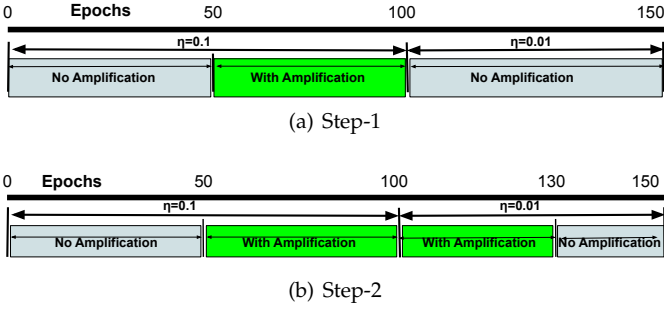 0 Epochs 50 100 150
η=0.1 η=0.01
No Amplification With Amplification No Amplification
(a) Step-1
0 Epochs 50 100 130 150
η=0.1 η=0.01
No Amplification With Amplification With Amplification No Amplification
(b) Step-2